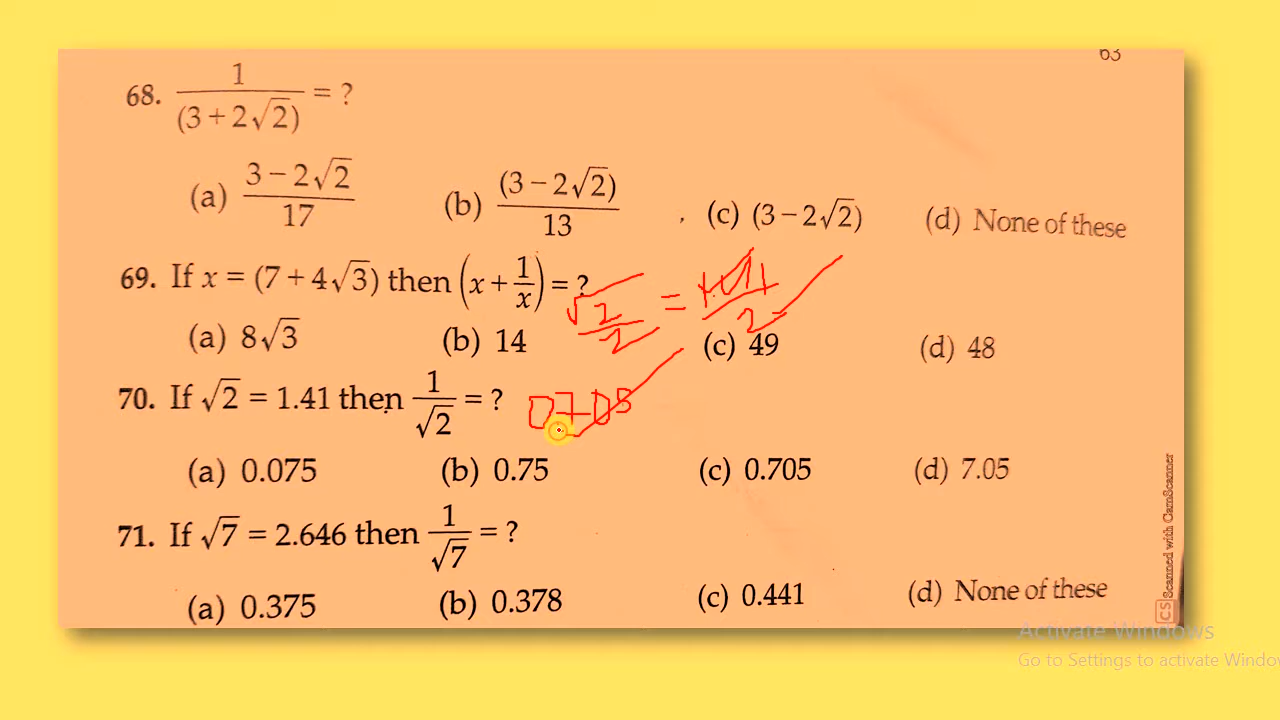 63
68. 1/(3+2√2) = ?
(a) (3−2√2)/17 (b) (3−2√2)/13 , (c) (3−2√2) (d) None of these
69. If x = (7+4√3) then (x+1/x) = ?
√2/2 = 1.41/2
(a) 8√3 (b) 14 (c) 49 (d) 48
70. If √2 = 1.41 then 1/√2 = ? 0705
(a) 0.075 (b) 0.75 (c) 0.705 (d) 7.05
71. If √7 = 2.646 then 1/√7 = ?
(a) 0.375 (b) 0.378 (c) 0.441 (d) None of these
CS Scanned with CamScanner
Activate Windows
Go to Settings to activate Windo